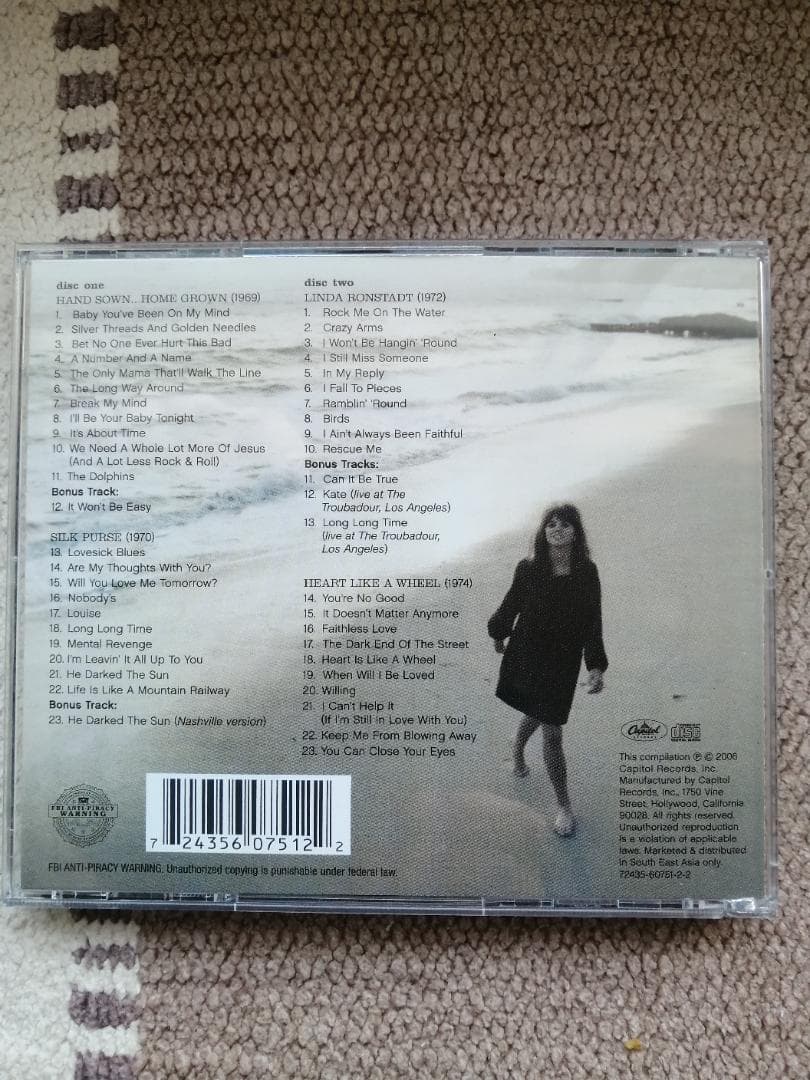 disc one
HAND SOWN.. HOME GROWN (1969)
1. Baby You've Been On My Mind
2. Silver Threads And Golden Needles
3. Bet No One Ever Hurt This Bad
4. A Number And A Name
5. The Only Mama That'll Walk The Line
6. The Long Way Around
7. Break My Mind
8. I'll Be Your Baby Tonight
9. It's About Time
10. We Need A Whole Lot More Of Jesus
(And A Lot Less Rock & Roll)
11. The Dolphins
Bonus Track:
12. It Won't Be Easy
SILK PURSE (1970)
13. Lovesick Blues
14. Are My Thoughts With You?
15. Will You Love Me Tomorrow?
16. Nobody's
17. Louise
18. Long Long Time
19. Mental Revenge
20. I'm Leavin' It All Up To You
21. He Darked The Sun
22. Life Is Like A Mountain Railway
Bonus Track:
23. He Darked The Sun (Nashville version)
disc two
LINDA RONSTADT (1972)
1. Rock Me On The Water
2. Crazy Arms
3. I Won't Be Hangin' 'Round
4. I Still Miss Someone
5. In My Reply
6. I Fall To Pieces
7. Ramblin' 'Round
8. Birds
9. I Ain't Always Been Faithful
10. Rescue Me
Bonus Tracks:
11. Can It Be True
12. Kate (live at The
Troubadour, Los Angeles)
13. Long Long Time
(live at The Troubadour,
Los Angeles)
HEART LIKE A WHEEL (1974)
14. You're No Good
15. It Doesn't Matter Anymore
16. Faithless Love
17. The Dark End Of The Street
18. Heart Is Like A Wheel
19. When Will I Be Loved
20. Willing
21. I Can't Help It
(If I'm Still In Love With You)
22. Keep Me From Blowing Away
23. You Can Close Your Eyes
FBI ANTI-PIRACY
WARNING
7 24356 07512 2
FBI ANTI-PIRACY WARNING: Unauthorized copying is punishable under federal law.
Capitol
RECORDS
COMPACT
disc
DIGITAL AUDIO
This compilation ℗ © 2006
Capitol Records, Inc.
Manufactured by Capitol
Records, Inc., 1750 Vine
Street, Hollywood, California
90028. All rights reserved.
Unauthorized reproduction
is a violation of applicable
laws. Marketed & distributed
in South East Asia only.
72435-60751-2-2